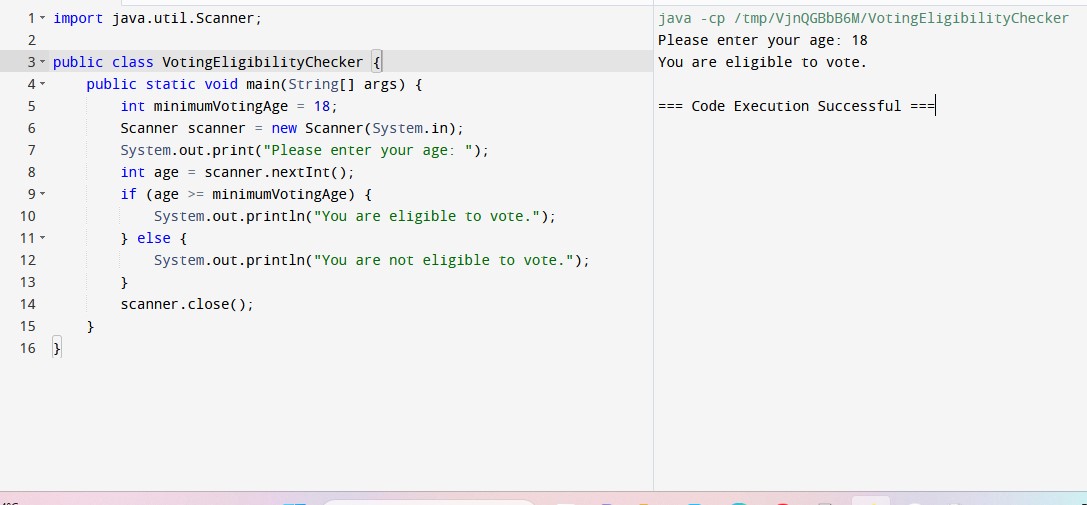 1 import java.util.Scanner;
2
3 public class VotingEligibilityChecker {
4 public static void main(String[] args) {
5 int minimumVotingAge = 18;
6 Scanner scanner = new Scanner(System.in);
7 System.out.print("Please enter your age: ");
8 int age = scanner.nextInt();
9 if (age >= minimumVotingAge) {
10 System.out.println("You are eligible to vote.");
11 } else {
12 System.out.println("You are not eligible to vote.");
13 }
14 scanner.close();
15 }
16 }
java -cp /tmp/VjnQGBbB6M/VotingEligibilityChecker
Please enter your age: 18
You are eligible to vote.
=== Code Execution Successful ===